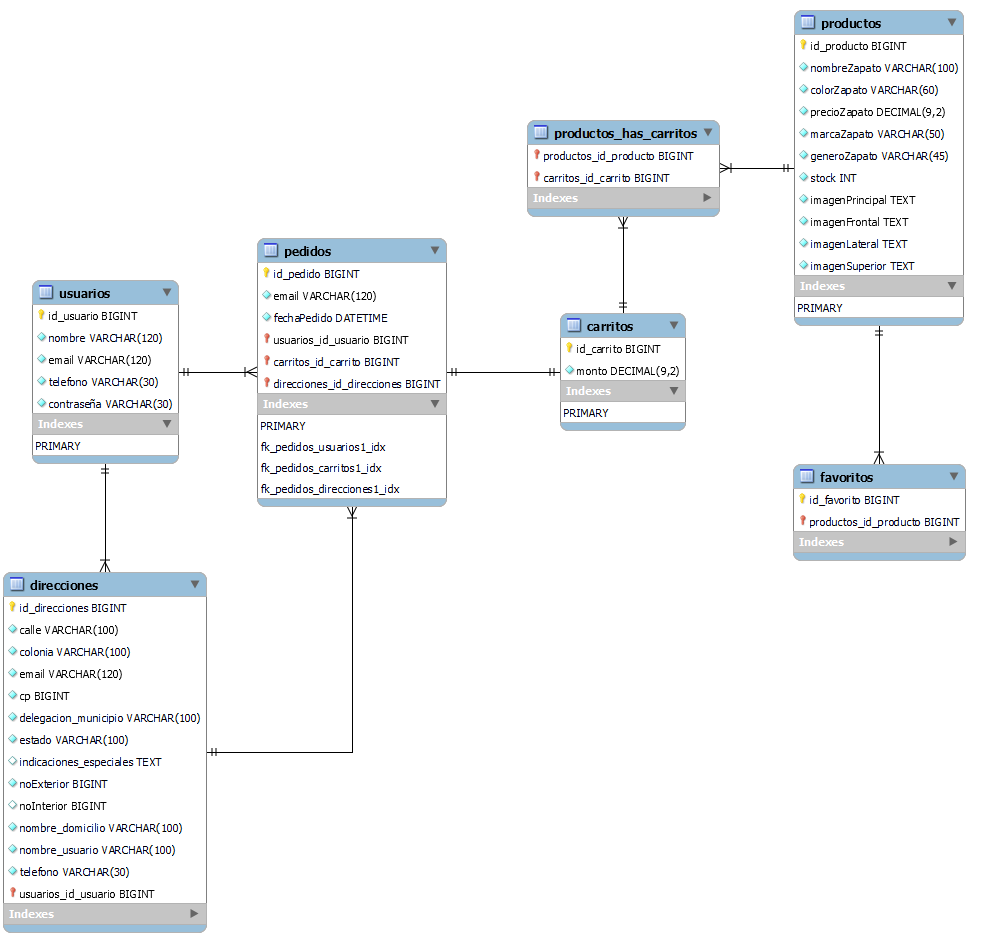 productos
id_producto BIGINT
nombreZapato VARCHAR(100)
colorZapato VARCHAR(60)
precioZapato DECIMAL(9,2)
marcaZapato VARCHAR(50)
generoZapato VARCHAR(45)
stock INT
imagenPrincipal TEXT
imagenFrontal TEXT
imagenLateral TEXT
imagenSuperior TEXT
Indexes
PRIMARY
productos_has_carritos
productos_id_producto BIGINT
carritos_id_carrito BIGINT
Indexes
pedidos
id_pedido BIGINT
email VARCHAR(120)
fechaPedido DATETIME
usuarios_id_usuario BIGINT
carritos_id_carrito BIGINT
direcciones_id_direcciones BIGINT
Indexes
PRIMARY
fk_pedidos_usuarios1_idx
fk_pedidos_carritos1_idx
fk_pedidos_direcciones1_idx
usuarios
id_usuario BIGINT
nombre VARCHAR(120)
email VARCHAR(120)
telefono VARCHAR(30)
contraseña VARCHAR(30)
Indexes
PRIMARY
carritos
id_carrito BIGINT
monto DECIMAL(9,2)
Indexes
PRIMARY
favoritos
id_favorito BIGINT
productos_id_producto BIGINT
Indexes
direcciones
id_direcciones BIGINT
calle VARCHAR(100)
colonia VARCHAR(100)
email VARCHAR(120)
cp BIGINT
delegacion_municipio VARCHAR(100)
estado VARCHAR(100)
indicaciones_especiales TEXT
noExterior BIGINT
noInterior BIGINT
nombre_domicilio VARCHAR(100)
nombre_usuario VARCHAR(100)
telefono VARCHAR(30)
usuarios_id_usuario BIGINT
Indexes